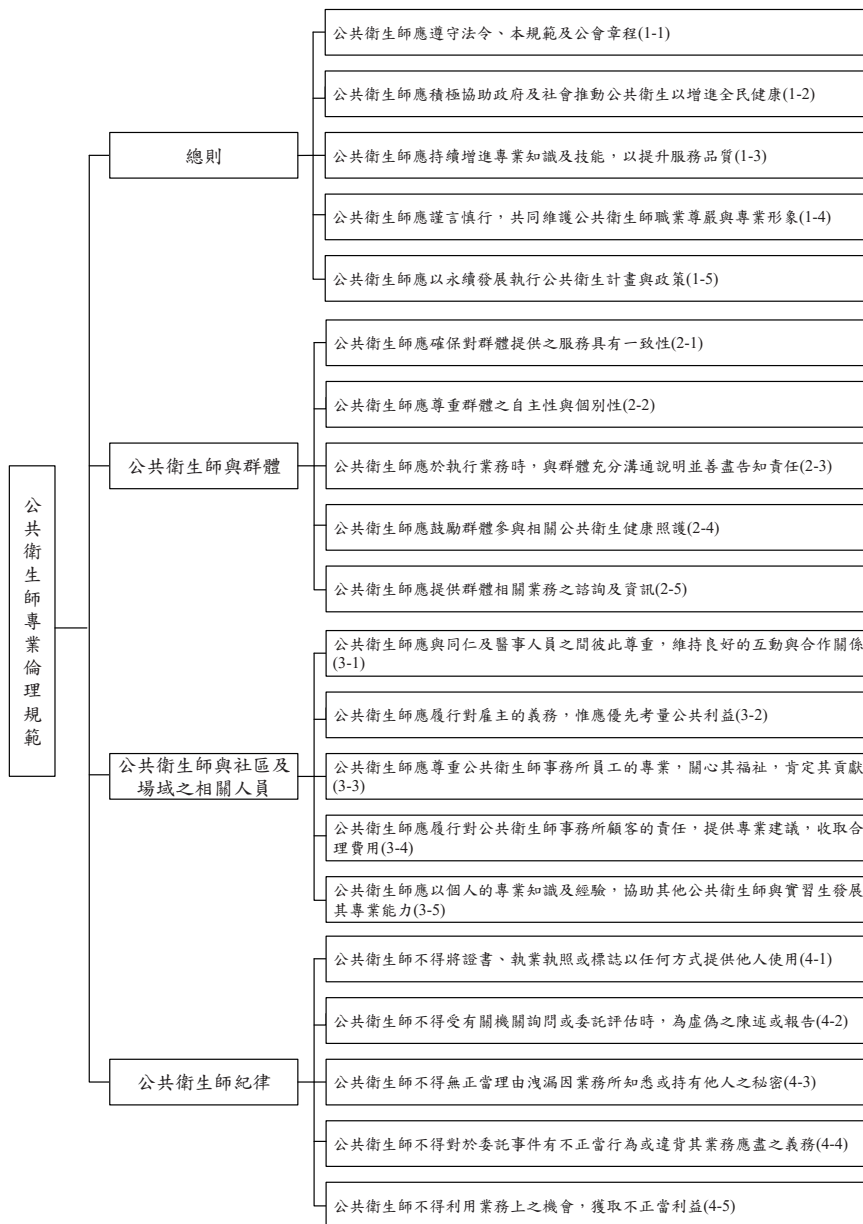 公共衛生師專業倫理規範
總則
公共衛生師應遵守法令、本規範及公會章程(1-1)
公共衛生師應積極協助政府及社會推動公共衛生以增進全民健康(1-2)
公共衛生師應持續增進專業知識及技能，以提升服務品質(1-3)
公共衛生師應謹言慎行，共同維護公共衛生師職業尊嚴與專業形象(1-4)
公共衛生師應以永續發展執行公共衛生計畫與政策(1-5)
公共衛生師與群體
公共衛生師應確保對群體提供之服務具有一致性(2-1)
公共衛生師應尊重群體之自主性與個別性(2-2)
公共衛生師應於執行業務時，與群體充分溝通說明並善盡告知責任(2-3)
公共衛生師應鼓勵群體參與相關公共衛生健康照護(2-4)
公共衛生師應提供群體相關業務之諮詢及資訊(2-5)
公共衛生師與社區及
場域之相關人員
公共衛生師應與同仁及醫事人員之間彼此尊重，維持良好的互動與合作關係
(3-1)
公共衛生師應履行對雇主的義務，惟應優先考量公共利益(3-2)
公共衛生師應尊重公共衛生師事務所員工的專業，關心其福祉，肯定其貢獻
(3-3)
公共衛生師應履行對公共衛生師事務所顧客的責任，提供專業建議，收取合
理費用(3-4)
公共衛生師應以個人的專業知識及經驗，協助其他公共衛生師與實習生發展
其專業能力(3-5)
公共衛生師紀律
公共衛生師不得將證書、執業執照或標誌以任何方式提供他人使用(4-1)
公共衛生師不得受有關機關詢問或委託評估時，為虛偽之陳述或報告(4-2)
公共衛生師不得無正當理由洩漏因業務所知悉或持有他人之秘密(4-3)
公共衛生師不得對於委託事件有不正當行為或違背其業務應盡之義務(4-4)
公共衛生師不得利用業務上之機會，獲取不正當利益(4-5)